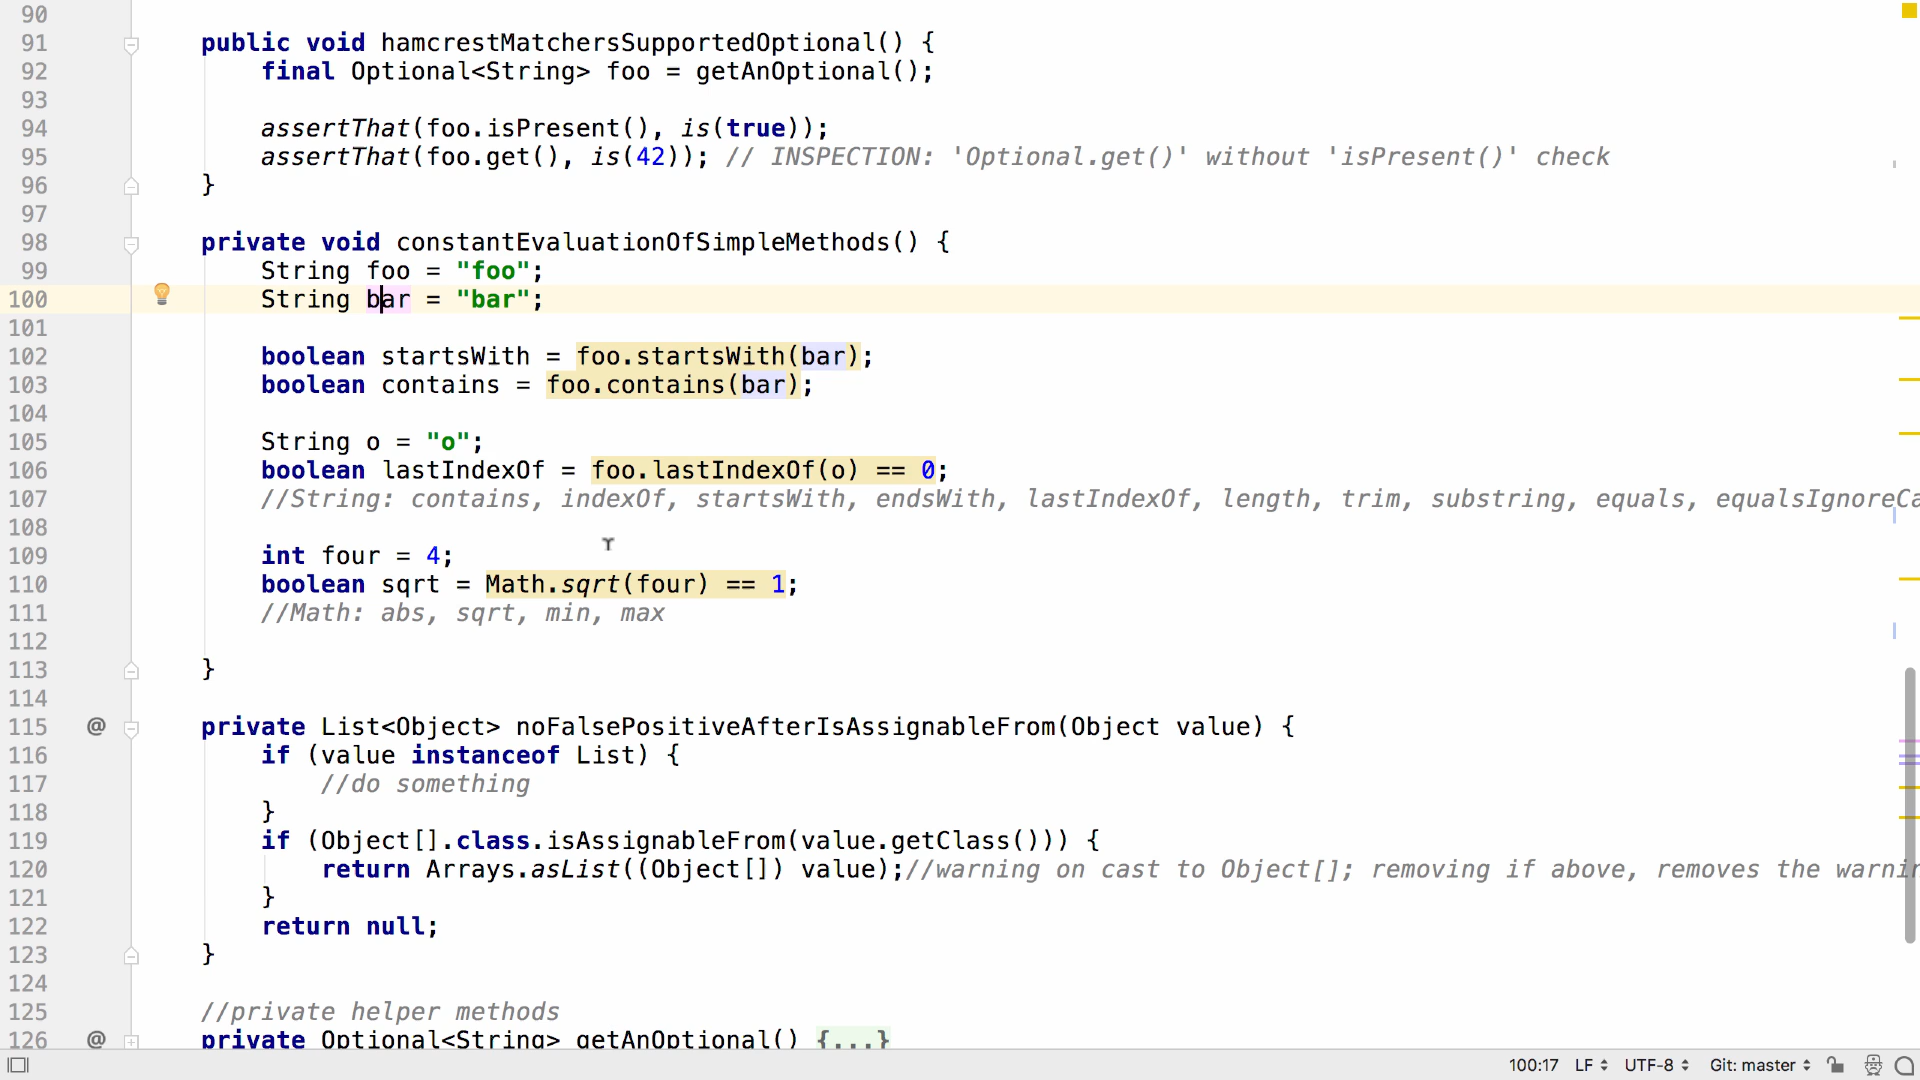 90
91 public void hamcrestMatchersSupportedOptional() {
92 final Optional<String> foo = getAnOptional();
93
94 assertThat(foo.isPresent(), is(true));
95 assertThat(foo.get(), is(42)); // INSPECTION: 'Optional.get()' without 'isPresent()' check
96 }
97
98 private void constantEvaluationOfSimpleMethods() {
99 String foo = "foo";
100 String bar = "bar";
101
102 boolean startsWith = foo.startsWith(bar);
103 boolean contains = foo.contains(bar);
104
105 String o = "o";
106 boolean lastIndexOf = foo.lastIndexOf(o) == 0;
107 //String: contains, indexOf, startsWith, endsWith, lastIndexOf, length, trim, substring, equals, equalsIgnoreCa
108
109 int four = 4;
110 boolean sqrt = Math.sqrt(four) == 1;
111 //Math: abs, sqrt, min, max
112
113 }
114
115 @ private List<Object> noFalsePositiveAfterIsAssignableFrom(Object value) {
116 if (value instanceof List) {
117 //do something
118 }
119 if (Object[].class.isAssignableFrom(value.getClass())) {
120 return Arrays.asList((Object[]) value);//warning on cast to Object[]; removing if above, removes the warnin
121 }
122 return null;
123 }
124
125 //private helper methods
126 @ private Optional<String> getAnOptional() {...}
100:17 LF UTF-8 Git: master